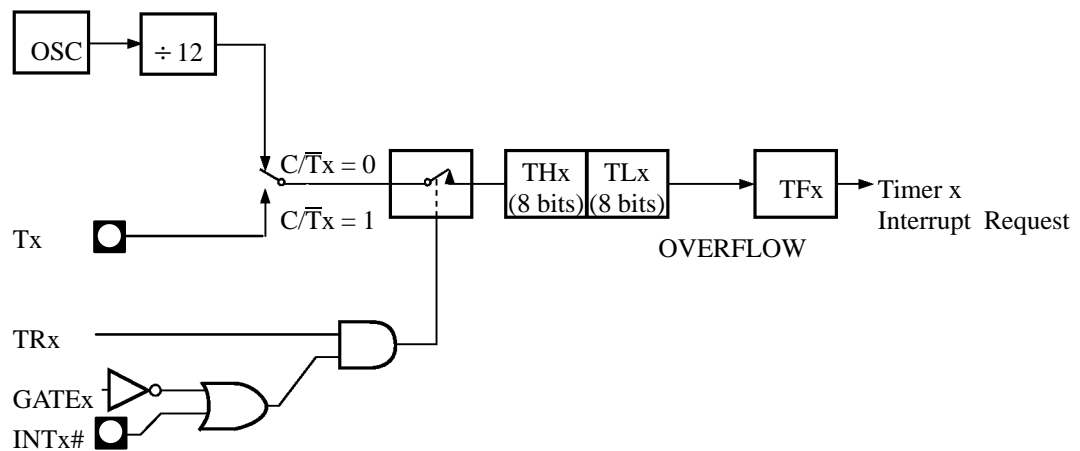 OSC
÷ 12
C/T̅x = 0
C/T̅x = 1
THx
(8 bits)
TLx
(8 bits)
TFx
Timer x
Interrupt Request
OVERFLOW
Tx
TRx
GATEx
INTx#